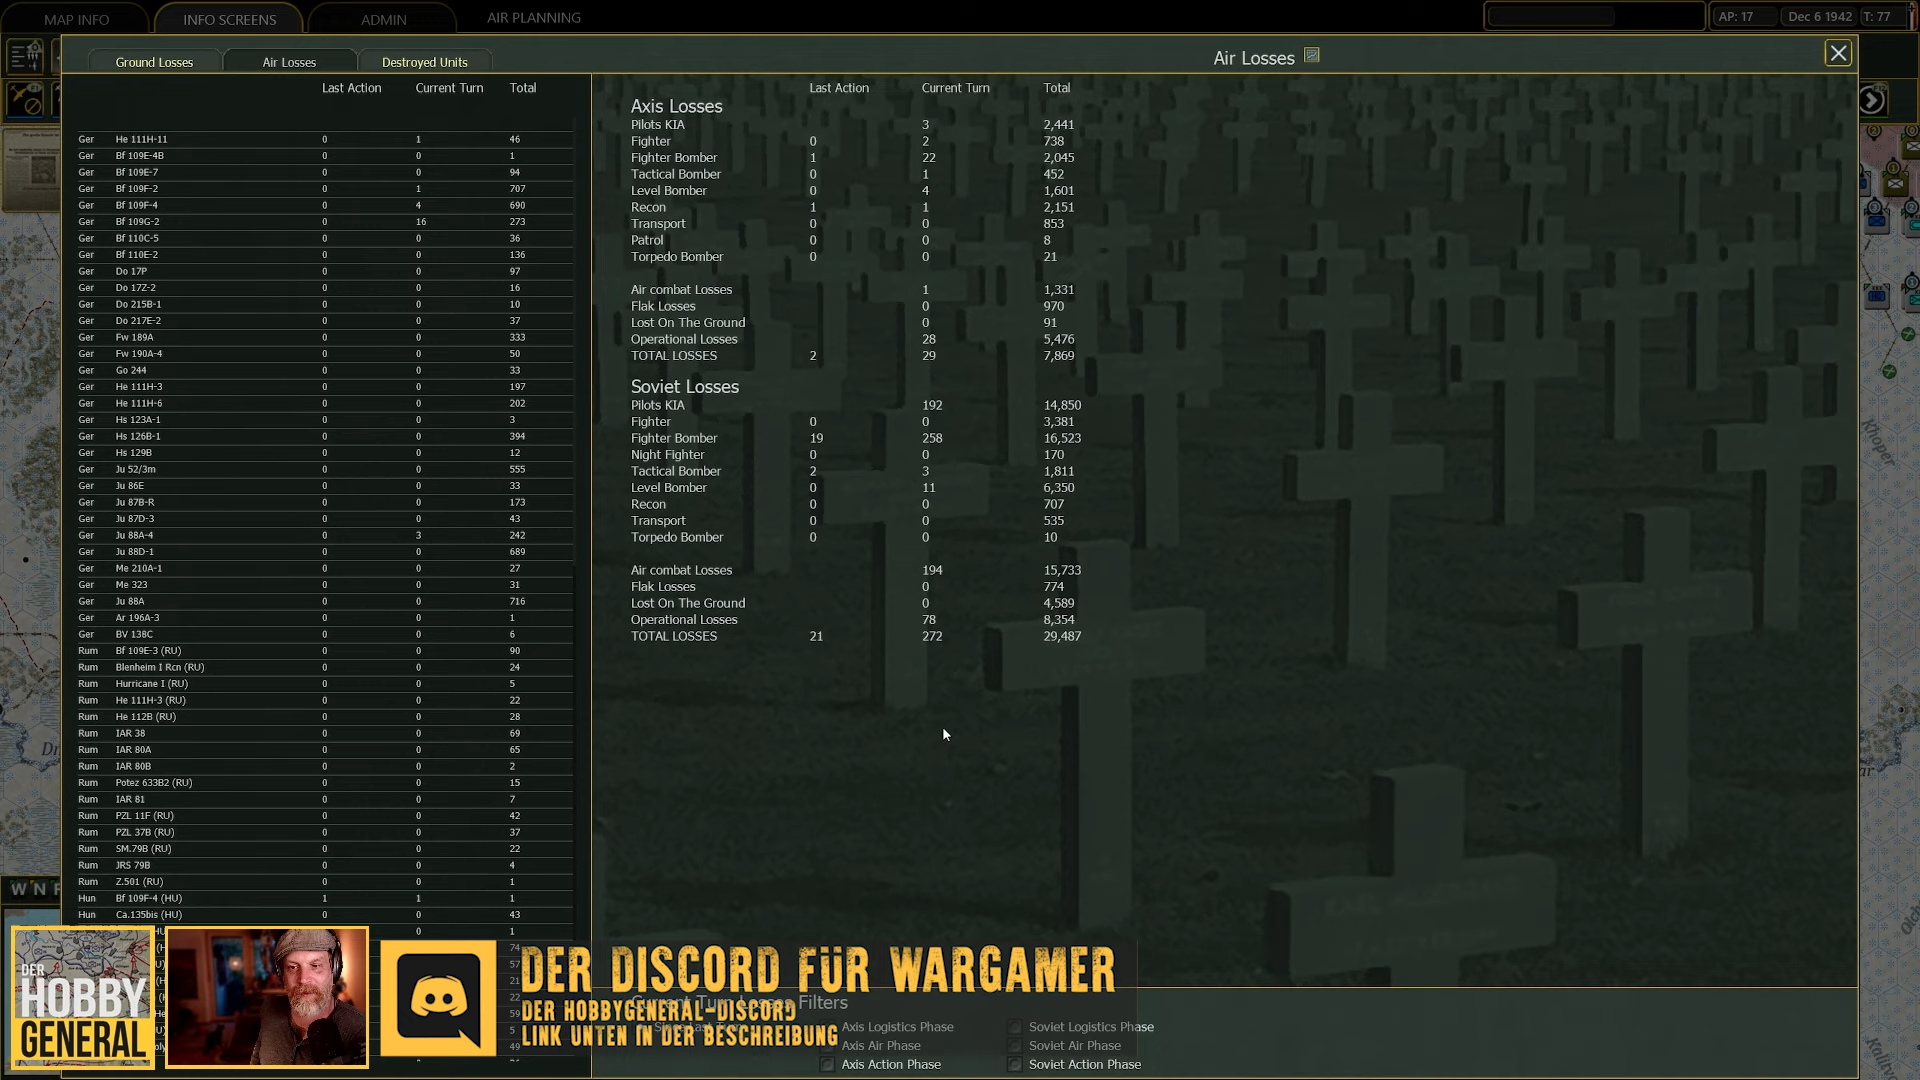 MAP INFO INFO SCREENS ADMIN AIR PLANNING AP: 17 Dec 6 1942 T: 77
Ground Losses Air Losses Destroyed Units Air Losses
Last Action Current Turn Total
Ger He 111H-11 0 1 46
Ger Bf 109E-4B 0 0 1
Ger Bf 109E-7 0 0 94
Ger Bf 109F-2 0 1 707
Ger Bf 109F-4 0 4 690
Ger Bf 109G-2 0 16 273
Ger Bf 110C-5 0 0 36
Ger Bf 110E-2 0 0 136
Ger Do 17P 0 0 97
Ger Do 17Z-2 0 0 16
Ger Do 215B-1 0 0 10
Ger Do 217E-2 0 0 37
Ger Fw 189A 0 0 333
Ger Fw 190A-4 0 0 50
Ger Go 244 0 0 33
Ger He 111H-3 0 0 197
Ger He 111H-6 0 0 202
Ger Hs 123A-1 0 0 3
Ger Hs 126B-1 0 0 394
Ger Hs 129B 0 0 12
Ger Ju 52/3m 0 0 555
Ger Ju 86E 0 0 33
Ger Ju 87B-R 0 0 173
Ger Ju 87D-3 0 0 43
Ger Ju 88A-4 0 3 242
Ger Ju 88D-1 0 0 689
Ger Me 210A-1 0 0 27
Ger Me 323 0 0 31
Ger Ju 88A 0 0 716
Ger Ar 196A-3 0 0 1
Ger BV 138C 0 0 6
Rum Bf 109E-3 (RU) 0 0 90
Rum Blenheim I Rcn (RU) 0 0 24
Rum Hurricane I (RU) 0 0 5
Rum He 111H-3 (RU) 0 0 22
Rum He 112B (RU) 0 0 28
Rum IAR 38 0 0 69
Rum IAR 80A 0 0 65
Rum IAR 80B 0 0 2
Rum Potez 633B2 (RU) 0 0 15
Rum IAR 81 0 0 7
Rum PZL 11F (RU) 0 0 42
Rum PZL 37B (RU) 0 0 37
Rum SM.79B (RU) 0 0 22
Rum JRS 79B 0 0 4
Rum Z.501 (RU) 0 0 1
Hun Bf 109F-4 (HU) 1 1 1
Hun Ca.135bis (HU) 0 0 43
0 1
74
57
21
22
59
5
49
Last Action Current Turn Total
Axis Losses
Pilots KIA 3 2,441
Fighter 0 2 738
Fighter Bomber 1 22 2,045
Tactical Bomber 0 1 452
Level Bomber 0 4 1,601
Recon 1 1 2,151
Transport 0 0 853
Patrol 0 0 8
Torpedo Bomber 0 0 21
Air combat Losses 1 1,331
Flak Losses 0 970
Lost On The Ground 0 91
Operational Losses 28 5,476
TOTAL LOSSES 2 29 7,869
Soviet Losses
Pilots KIA 192 14,850
Fighter 0 0 3,381
Fighter Bomber 19 258 16,523
Night Fighter 0 0 170
Tactical Bomber 2 3 1,811
Level Bomber 0 11 6,350
Recon 0 0 707
Transport 0 0 535
Torpedo Bomber 0 0 10
Air combat Losses 194 15,733
Flak Losses 0 774
Lost On The Ground 0 4,589
Operational Losses 78 8,354
TOTAL LOSSES 21 272 29,487
Khoper
W N F
DER
HOBBY
GENERAL
DER DISCORD FÜR WARGAMER
DER HOBBYGENERAL-DISCORD
LINK UNTEN IN DER BESCHREIBUNG
Current Turn Losses Filters
Axis Logistics Phase Soviet Logistics Phase
Axis Air Phase Soviet Air Phase
Axis Action Phase Soviet Action Phase